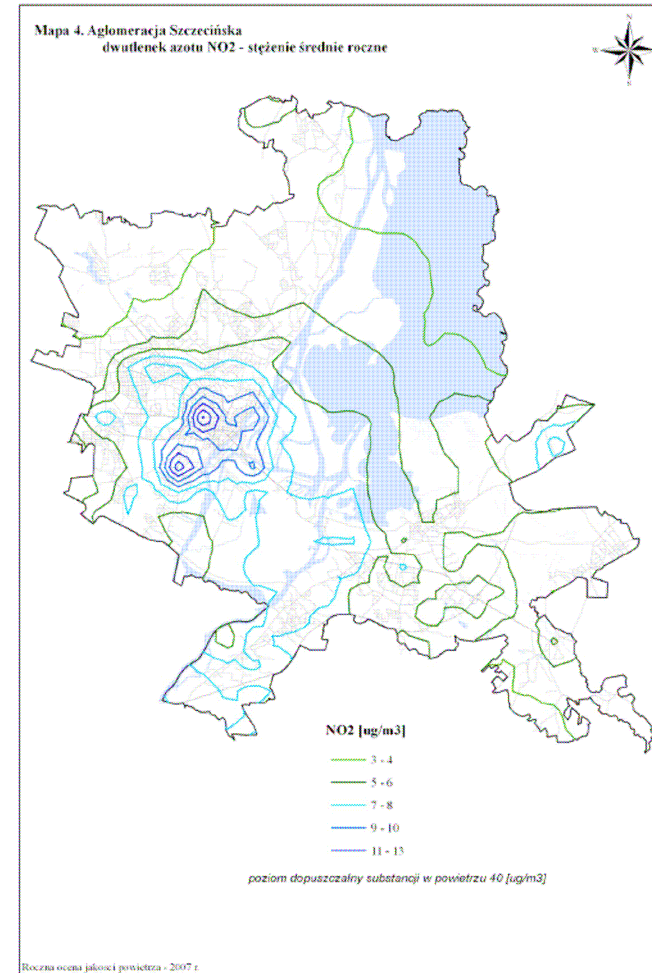 Mapa 4. Aglomeracja Szczecińska
dwutlenek azotu NO2 - stężenie średnie roczne
N
W
E
S
NO2 [ug/m3]
3 - 4
5 - 6
7 - 8
9 - 10
11 - 13
poziom dopuszczalny substancji w powietrzu 40 [ug/m3]
Roczna ocena jakości powietrza - 2007 r.